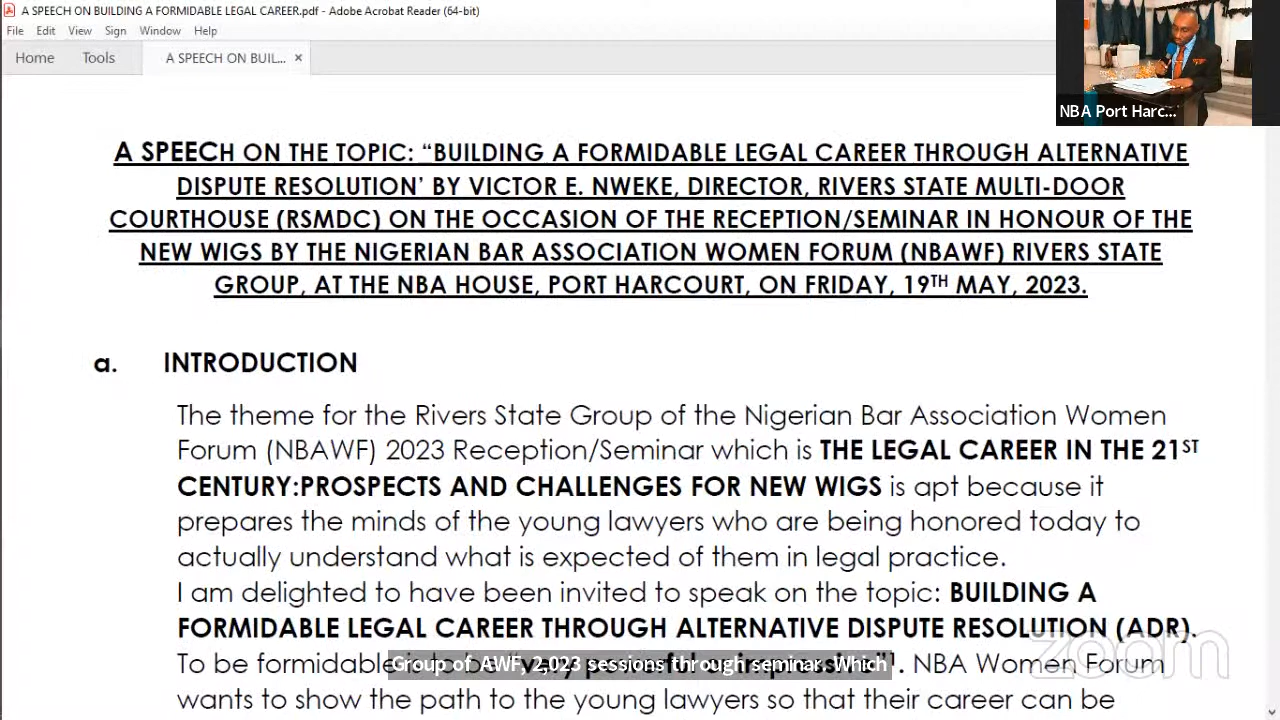 A SPEECH ON BUILDING A FORMIDABLE LEGAL CAREER.pdf - Adobe Acrobat Reader (64-bit)
File Edit View Sign Window Help
Home Tools A SPEECH ON BUIL... ×
NBA Port Harc...
A SPEECH ON THE TOPIC: “BUILDING A FORMIDABLE LEGAL CAREER THROUGH ALTERNATIVE
DISPUTE RESOLUTION’ BY VICTOR E. NWEKE, DIRECTOR, RIVERS STATE MULTI-DOOR
COURTHOUSE (RSMDC) ON THE OCCASION OF THE RECEPTION/SEMINAR IN HONOUR OF THE
NEW WIGS BY THE NIGERIAN BAR ASSOCIATION WOMEN FORUM (NBAWF) RIVERS STATE
GROUP, AT THE NBA HOUSE, PORT HARCOURT, ON FRIDAY, 19TH MAY, 2023.
a. INTRODUCTION
The theme for the Rivers State Group of the Nigerian Bar Association Women
Forum (NBAWF) 2023 Reception/Seminar which is THE LEGAL CAREER IN THE 21ST
CENTURY:PROSPECTS AND CHALLENGES FOR NEW WIGS is apt because it
prepares the minds of the young lawyers who are being honored today to
actually understand what is expected of them in legal practice.
I am delighted to have been invited to speak on the topic: BUILDING A
FORMIDABLE LEGAL CAREER THROUGH ALTERNATIVE DISPUTE RESOLUTION (ADR).
zoom
To be formidable NBA Women Forum
Group of AWF, 2,023 sessions through seminar. Which
wants to show the path to the young lawyers so that their career can be